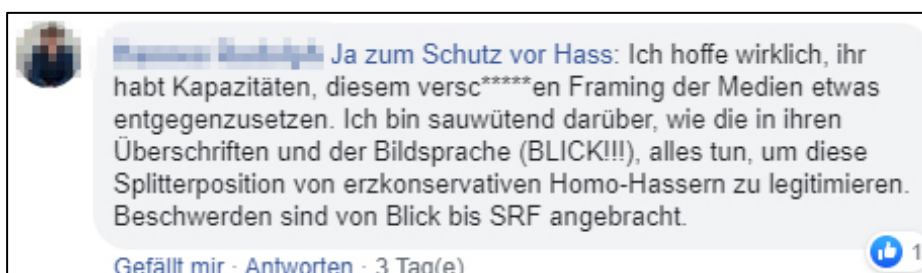 Ja zum Schutz vor Hass: Ich hoffe wirklich, ihr
habt Kapazitäten, diesem versc*****en Framing der Medien etwas
entgegenzusetzen. Ich bin sauwütend darüber, wie die in ihren
Überschriften und der Bildsprache (BLICK!!!), alles tun, um diese
Splitterposition von erzkonservativen Homo-Hassern zu legitimieren.
Beschwerden sind von Blick bis SRF angebracht.
Gefällt mir · Antworten · 3 Tag(e)
1